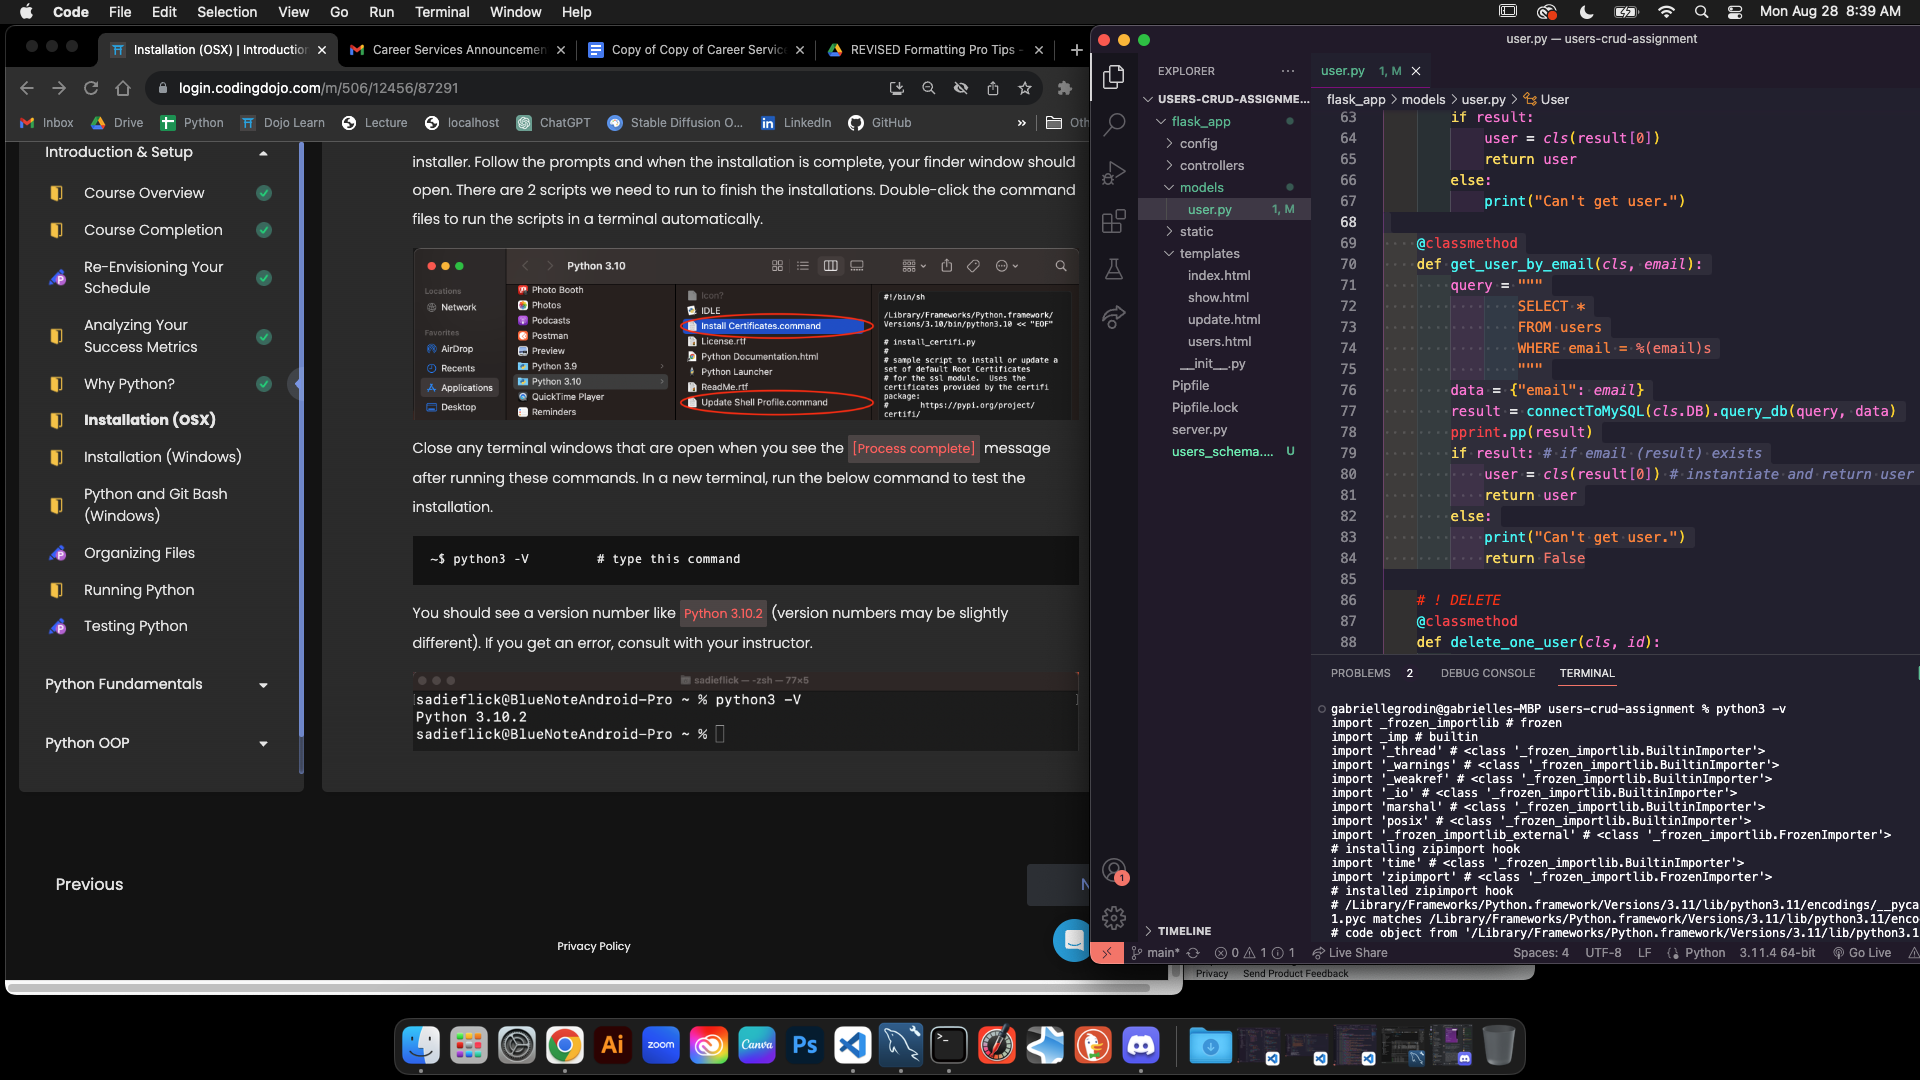 Code File Edit Selection View Go Run Terminal Window Help
Mon Aug 28 8:39 AM
Installation (OSX) | Introduction
Career Services Announcemen
Copy of Copy of Career Service
REVISED Formatting Pro Tips -
login.codingdojo.com/m/506/12456/87291
Inbox Drive Python Dojo Learn Lecture localhost ChatGPT Stable Diffusion O... LinkedIn GitHub » Oth
Introduction & Setup
Course Overview
Course Completion
Re-Envisioning Your
Schedule
Analyzing Your
Success Metrics
Why Python?
Installation (OSX)
Installation (Windows)
Python and Git Bash
(Windows)
Organizing Files
Running Python
Testing Python
Python Fundamentals
Python OOP
installer. Follow the prompts and when the installation is complete, your finder window should
open. There are 2 scripts we need to run to finish the installations. Double-click the command
files to run the scripts in a terminal automatically.
Python 3.10
Locations
Network
Favorites
AirDrop
Recents
Applications
Desktop
Photo Booth
Photos
Podcasts
Postman
Preview
Python 3.9
Python 3.10
QuickTime Player
Reminders
Icon?
IDLE
Install Certificates.command
License.rtf
Python Documentation.html
Python Launcher
ReadMe.rtf
Update Shell Profile.command
#!/bin/sh
/Library/Frameworks/Python.framework/
Versions/3.10/bin/python3.10 << "EOF"
# install_certifi.py
#
# sample script to install or update a
set of default Root Certificates
# for the ssl module. Uses the
certificates provided by the certifi
package:
# https://pypi.org/project/
certifi/
Close any terminal windows that are open when you see the [Process complete] message
after running these commands. In a new terminal, run the below command to test the
installation.
~$ python3 -V # type this command
You should see a version number like Python 3.10.2 (version numbers may be slightly
different). If you get an error, consult with your instructor.
sadieflick — -zsh — 77×5
sadieflick@BlueNoteAndroid-Pro ~ % python3 -V
Python 3.10.2
sadieflick@BlueNoteAndroid-Pro ~ %
Previous
N
Privacy Policy
Privacy Send Product Feedback
user.py — users-crud-assignment
EXPLORER
USERS-CRUD-ASSIGNME...
flask_app
config
controllers
models
user.py 1, M
static
templates
index.html
show.html
update.html
users.html
__init__.py
Pipfile
Pipfile.lock
server.py
users_schema.... U
TIMELINE
user.py 1, M
flask_app > models > user.py > User
63 if result:
64 user = cls(result[0])
65 return user
66 else:
67 print("Can't get user.")
68
69 @classmethod
70 def get_user_by_email(cls, email):
71 query = """
72 SELECT *
73 FROM users
74 WHERE email = %(email)s
75 """
76 data = {"email": email}
77 result = connectToMySQL(cls.DB).query_db(query, data)
78 pprint.pp(result)
79 if result: # if email (result) exists
80 user = cls(result[0]) # instantiate and return user
81 return user
82 else:
83 print("Can't get user.")
84 return False
85
86 # ! DELETE
87 @classmethod
88 def delete_one_user(cls, id):
PROBLEMS 2 DEBUG CONSOLE TERMINAL
gabriellegrodin@gabrielles-MBP users-crud-assignment % python3 -v
import _frozen_importlib # frozen
import _imp # builtin
import '_thread' # <class '_frozen_importlib.BuiltinImporter'>
import '_warnings' # <class '_frozen_importlib.BuiltinImporter'>
import '_weakref' # <class '_frozen_importlib.BuiltinImporter'>
import '_io' # <class '_frozen_importlib.BuiltinImporter'>
import 'marshal' # <class '_frozen_importlib.BuiltinImporter'>
import 'posix' # <class '_frozen_importlib.BuiltinImporter'>
import '_frozen_importlib_external' # <class '_frozen_importlib.FrozenImporter'>
# installing zipimport hook
import 'time' # <class '_frozen_importlib.BuiltinImporter'>
import 'zipimport' # <class '_frozen_importlib.FrozenImporter'>
# installed zipimport hook
# /Library/Frameworks/Python.framework/Versions/3.11/lib/python3.11/encodings/__pyca
1.pyc matches /Library/Frameworks/Python.framework/Versions/3.11/lib/python3.11/enco
# code object from '/Library/Frameworks/Python.framework/Versions/3.11/lib/python3.1
1
main* 0 1 1 Live Share Spaces: 4 UTF-8 LF Python 3.11.4 64-bit Go Live
Ai zoom Canva Ps